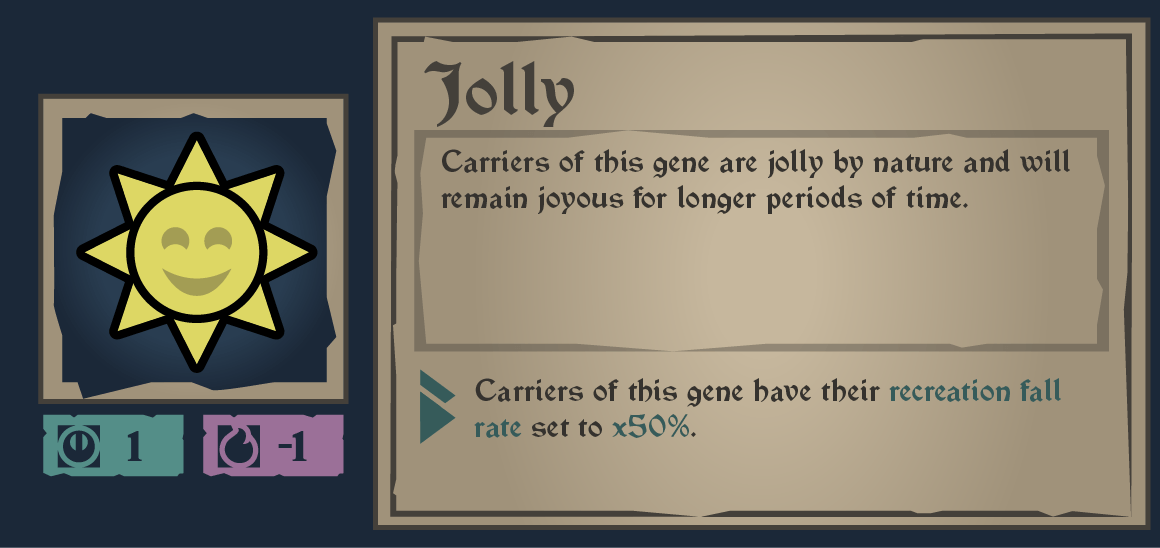 Jolly
Carriers of this gene are jolly by nature and will
remain joyous for longer periods of time.
Carriers of this gene have their recreation fall
rate set to x50%.
1
-1